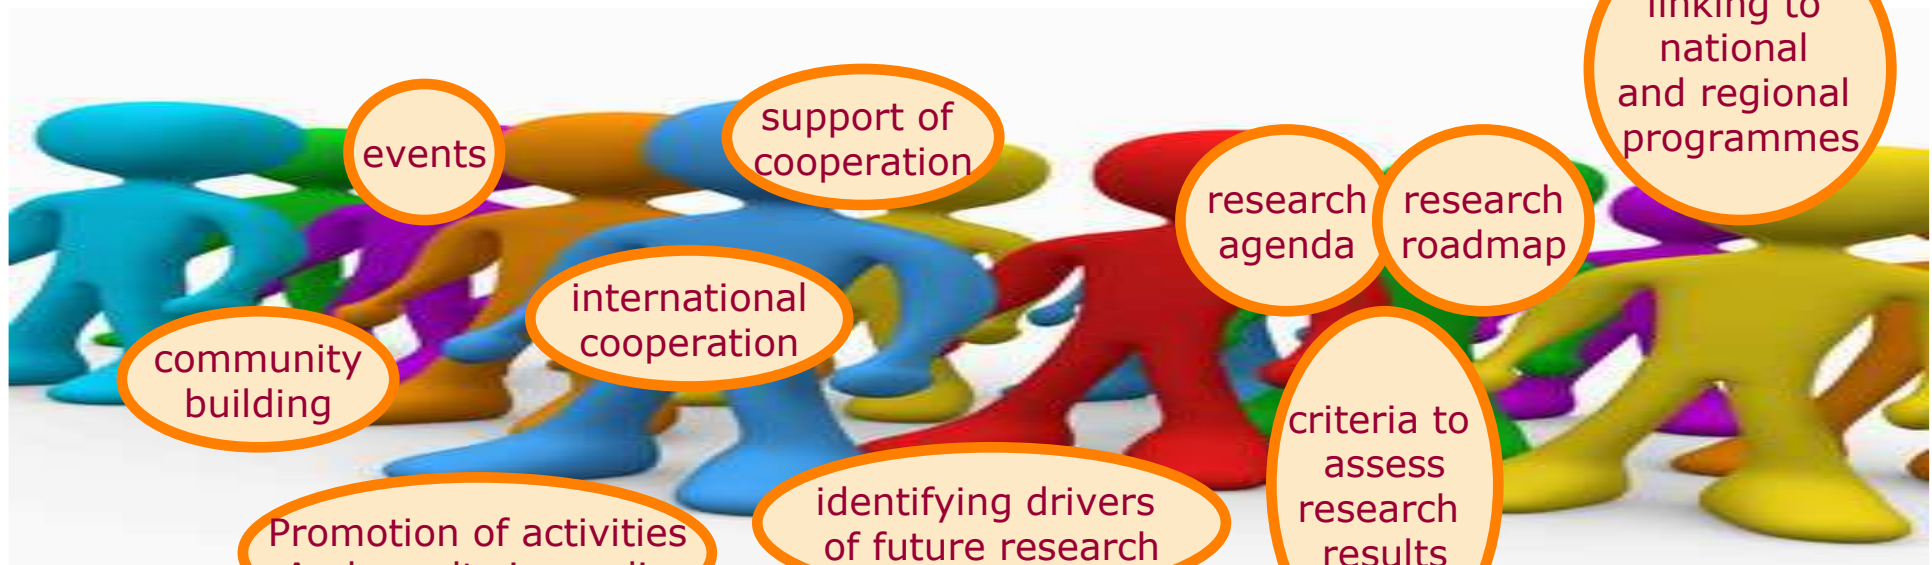 linking to
national
and regional
programmes
events
support of
cooperation
research
agenda
research
roadmap
international
cooperation
community
building
criteria to
assess
research
results
identifying drivers
of future research
Promotion of activities